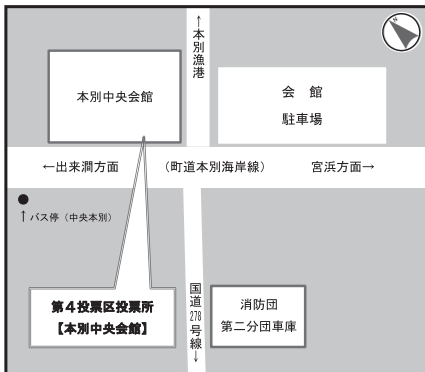 ↑本別漁港
N
本別中央会館
会　館
駐車場
←出来澗方面
（町道本別海岸線）
宮浜方面→
↑バス停（中央本別）
第４投票区投票所
【本別中央会館】
国道278号線↓
消防団
第二分団車庫